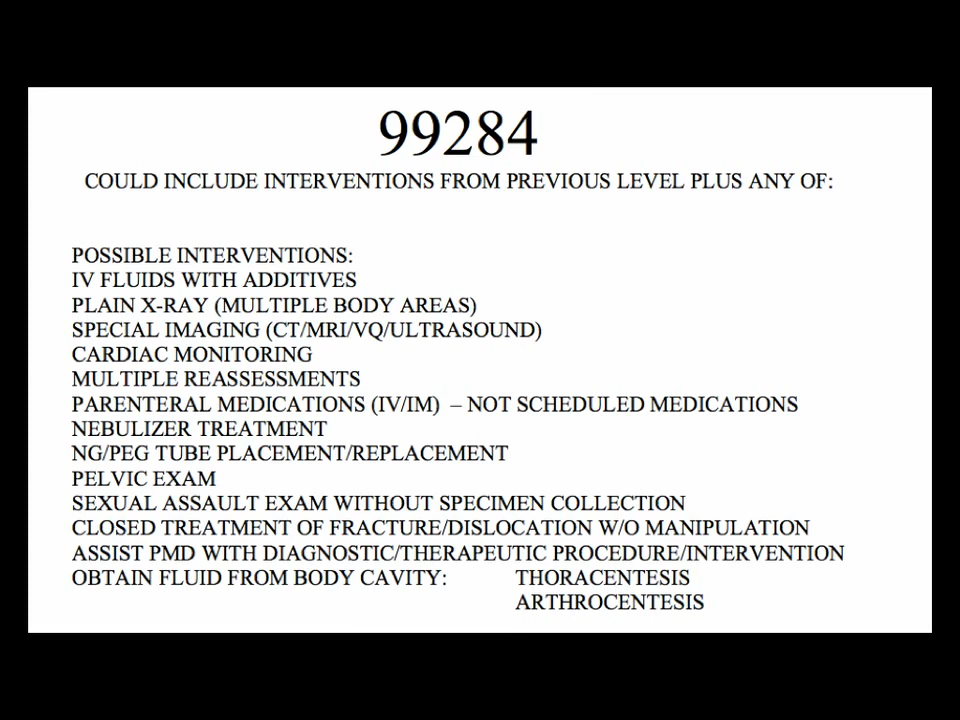 99284
COULD INCLUDE INTERVENTIONS FROM PREVIOUS LEVEL PLUS ANY OF:
POSSIBLE INTERVENTIONS:
IV FLUIDS WITH ADDITIVES
PLAIN X-RAY (MULTIPLE BODY AREAS)
SPECIAL IMAGING (CT/MRI/VQ/ULTRASOUND)
CARDIAC MONITORING
MULTIPLE REASSESSMENTS
PARENTERAL MEDICATIONS (IV/IM) – NOT SCHEDULED MEDICATIONS
NEBULIZER TREATMENT
NG/PEG TUBE PLACEMENT/REPLACEMENT
PELVIC EXAM
SEXUAL ASSAULT EXAM WITHOUT SPECIMEN COLLECTION
CLOSED TREATMENT OF FRACTURE/DISLOCATION W/O MANIPULATION
ASSIST PMD WITH DIAGNOSTIC/THERAPEUTIC PROCEDURE/INTERVENTION
OBTAIN FLUID FROM BODY CAVITY: THORACENTESIS
ARTHROCENTESIS